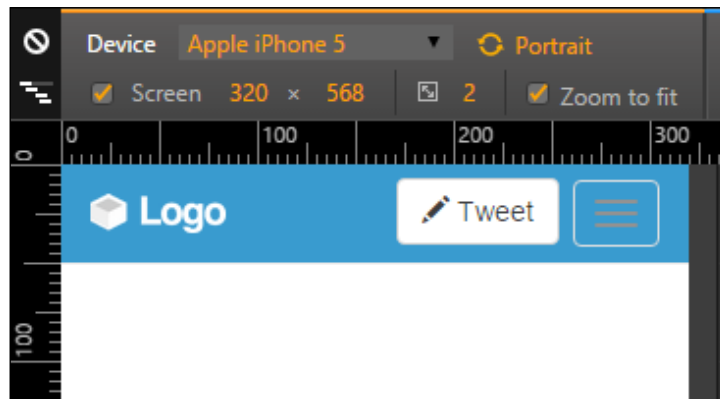 Device Apple iPhone 5 Portrait
Screen 320 × 568 2 Zoom to fit
0 100 200 300
0
Logo Tweet
100